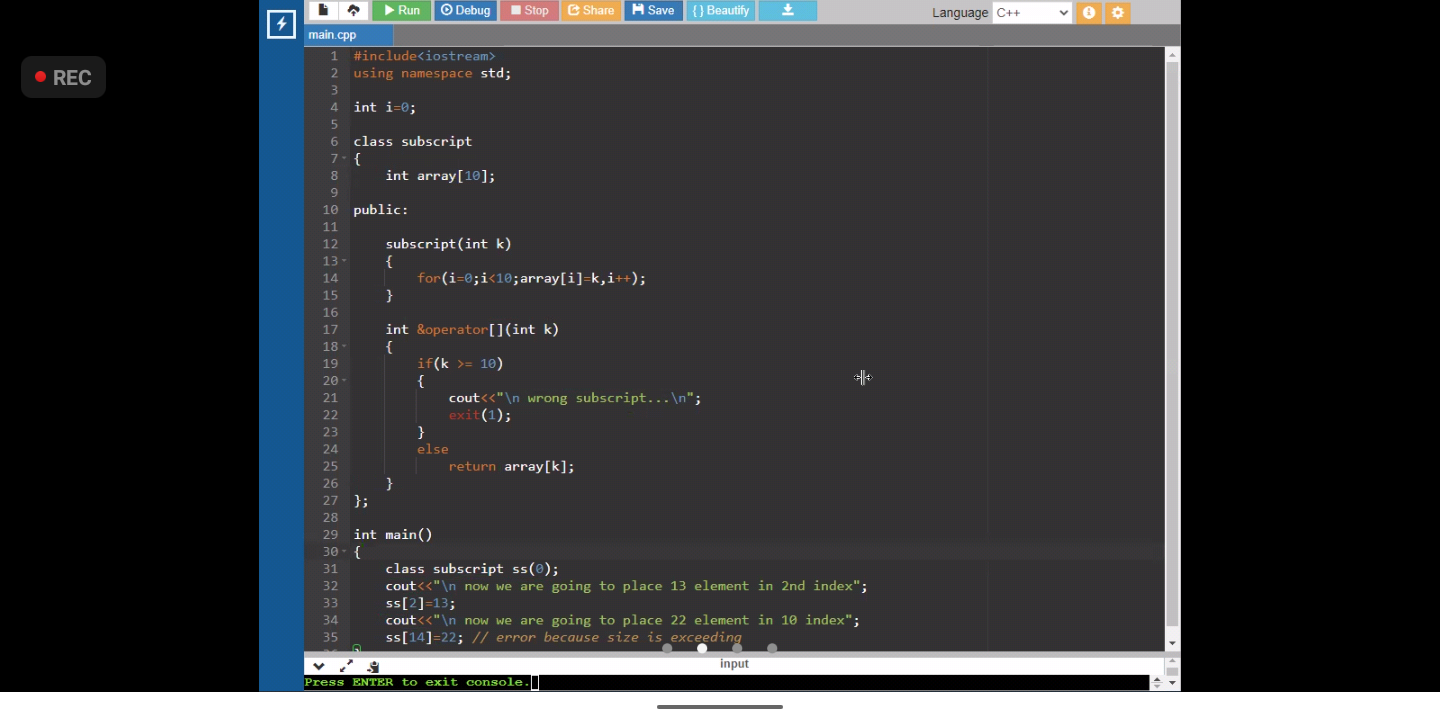 REC
Run Debug Stop Share Save { } Beautify Language C++
main.cpp
1 #include<iostream>
2 using namespace std;
3
4 int i=0;
5
6 class subscript
7 {
8 int array[10];
9
10 public:
11
12 subscript(int k)
13 {
14 for(i=0;i<10;array[i]=k,i++);
15 }
16
17 int &operator[](int k)
18 {
19 if(k >= 10)
20 {
21 cout<<"\n wrong subscript...\n";
22 exit(1);
23 }
24 else
25 return array[k];
26 }
27 };
28
29 int main()
30 {
31 class subscript ss(0);
32 cout<<"\n now we are going to place 13 element in 2nd index";
33 ss[2]=13;
34 cout<<"\n now we are going to place 22 element in 10 index";
35 ss[14]=22; // error because size is exceeding
input
Press ENTER to exit console.